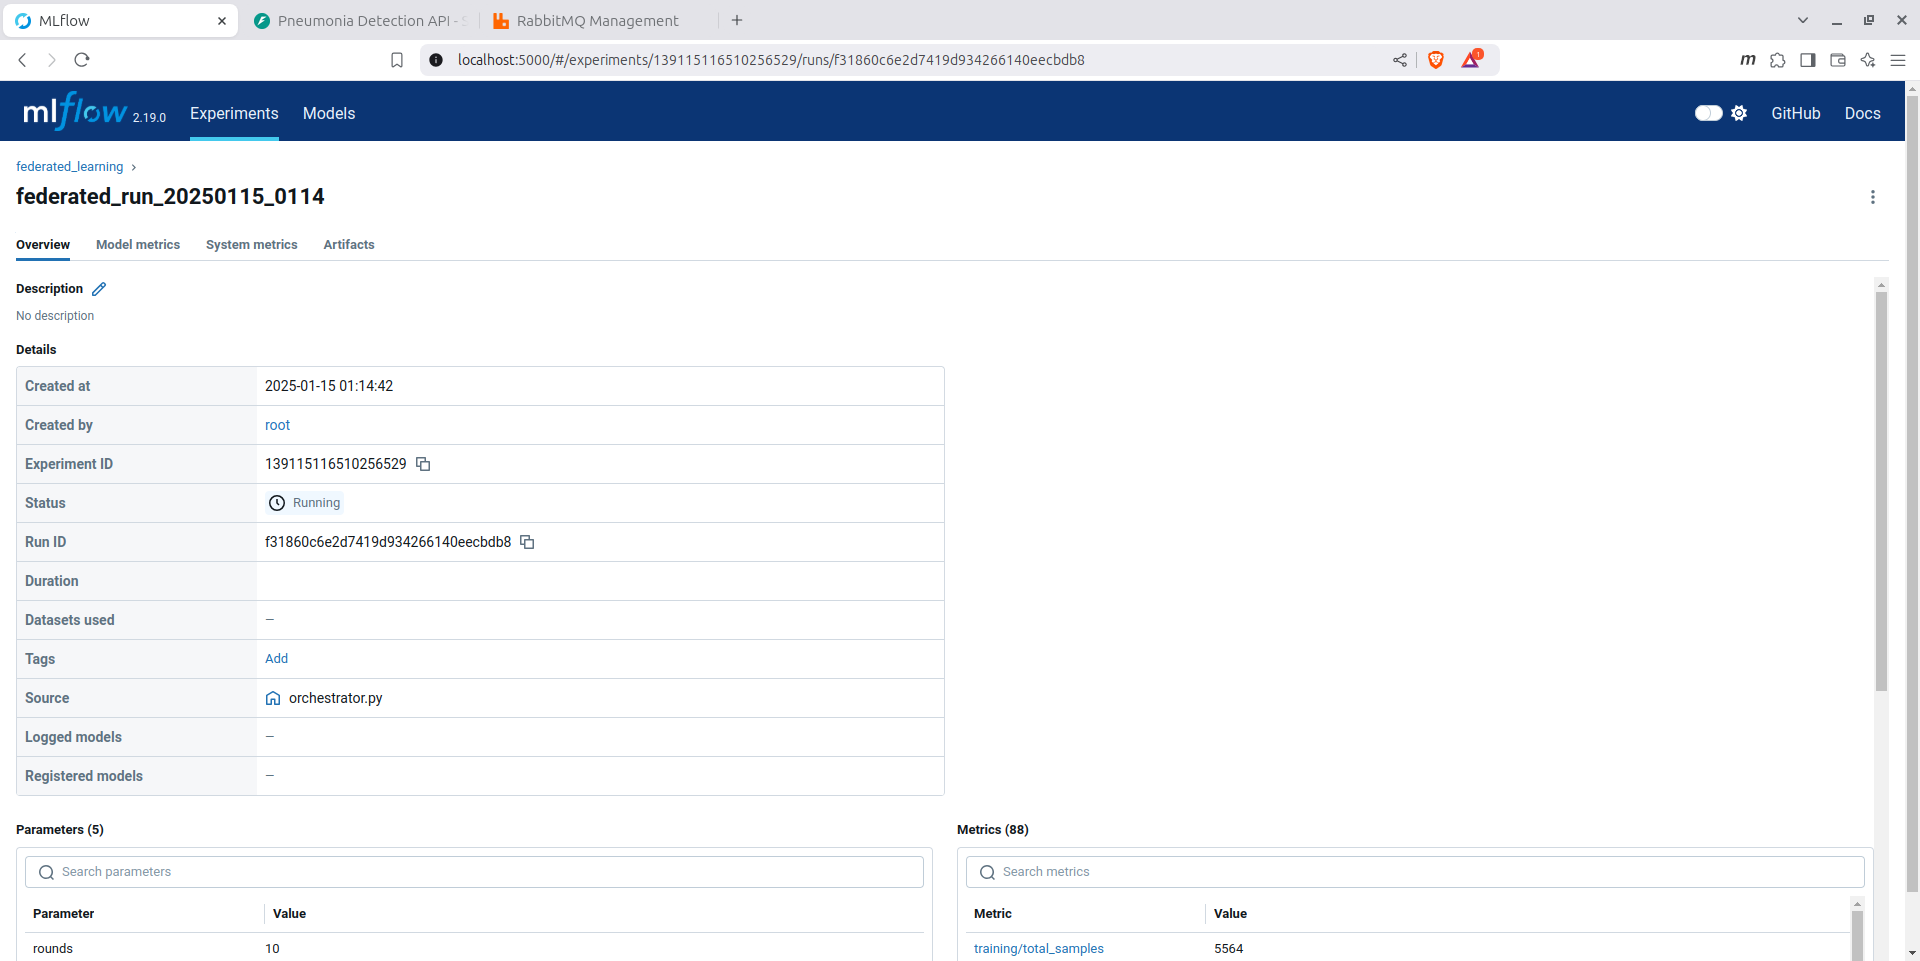 MLflow
Pneumonia Detection API - S
RabbitMQ Management
localhost:5000/#/experiments/139115116510256529/runs/f31860c6e2d7419d934266140eecbdb8
1
m
mlflow 2.19.0
Experiments
Models
GitHub
Docs
federated_learning ›
federated_run_20250115_0114
Overview
Model metrics
System metrics
Artifacts
Description
No description
Details
Created at 2025-01-15 01:14:42
Created by root
Experiment ID 139115116510256529
Status Running
Run ID f31860c6e2d7419d934266140eecbdb8
Duration
Datasets used —
Tags Add
Source orchestrator.py
Logged models —
Registered models —
Parameters (5)
Search parameters
Parameter Value
rounds 10
Metrics (88)
Search metrics
Metric Value
training/total_samples 5564